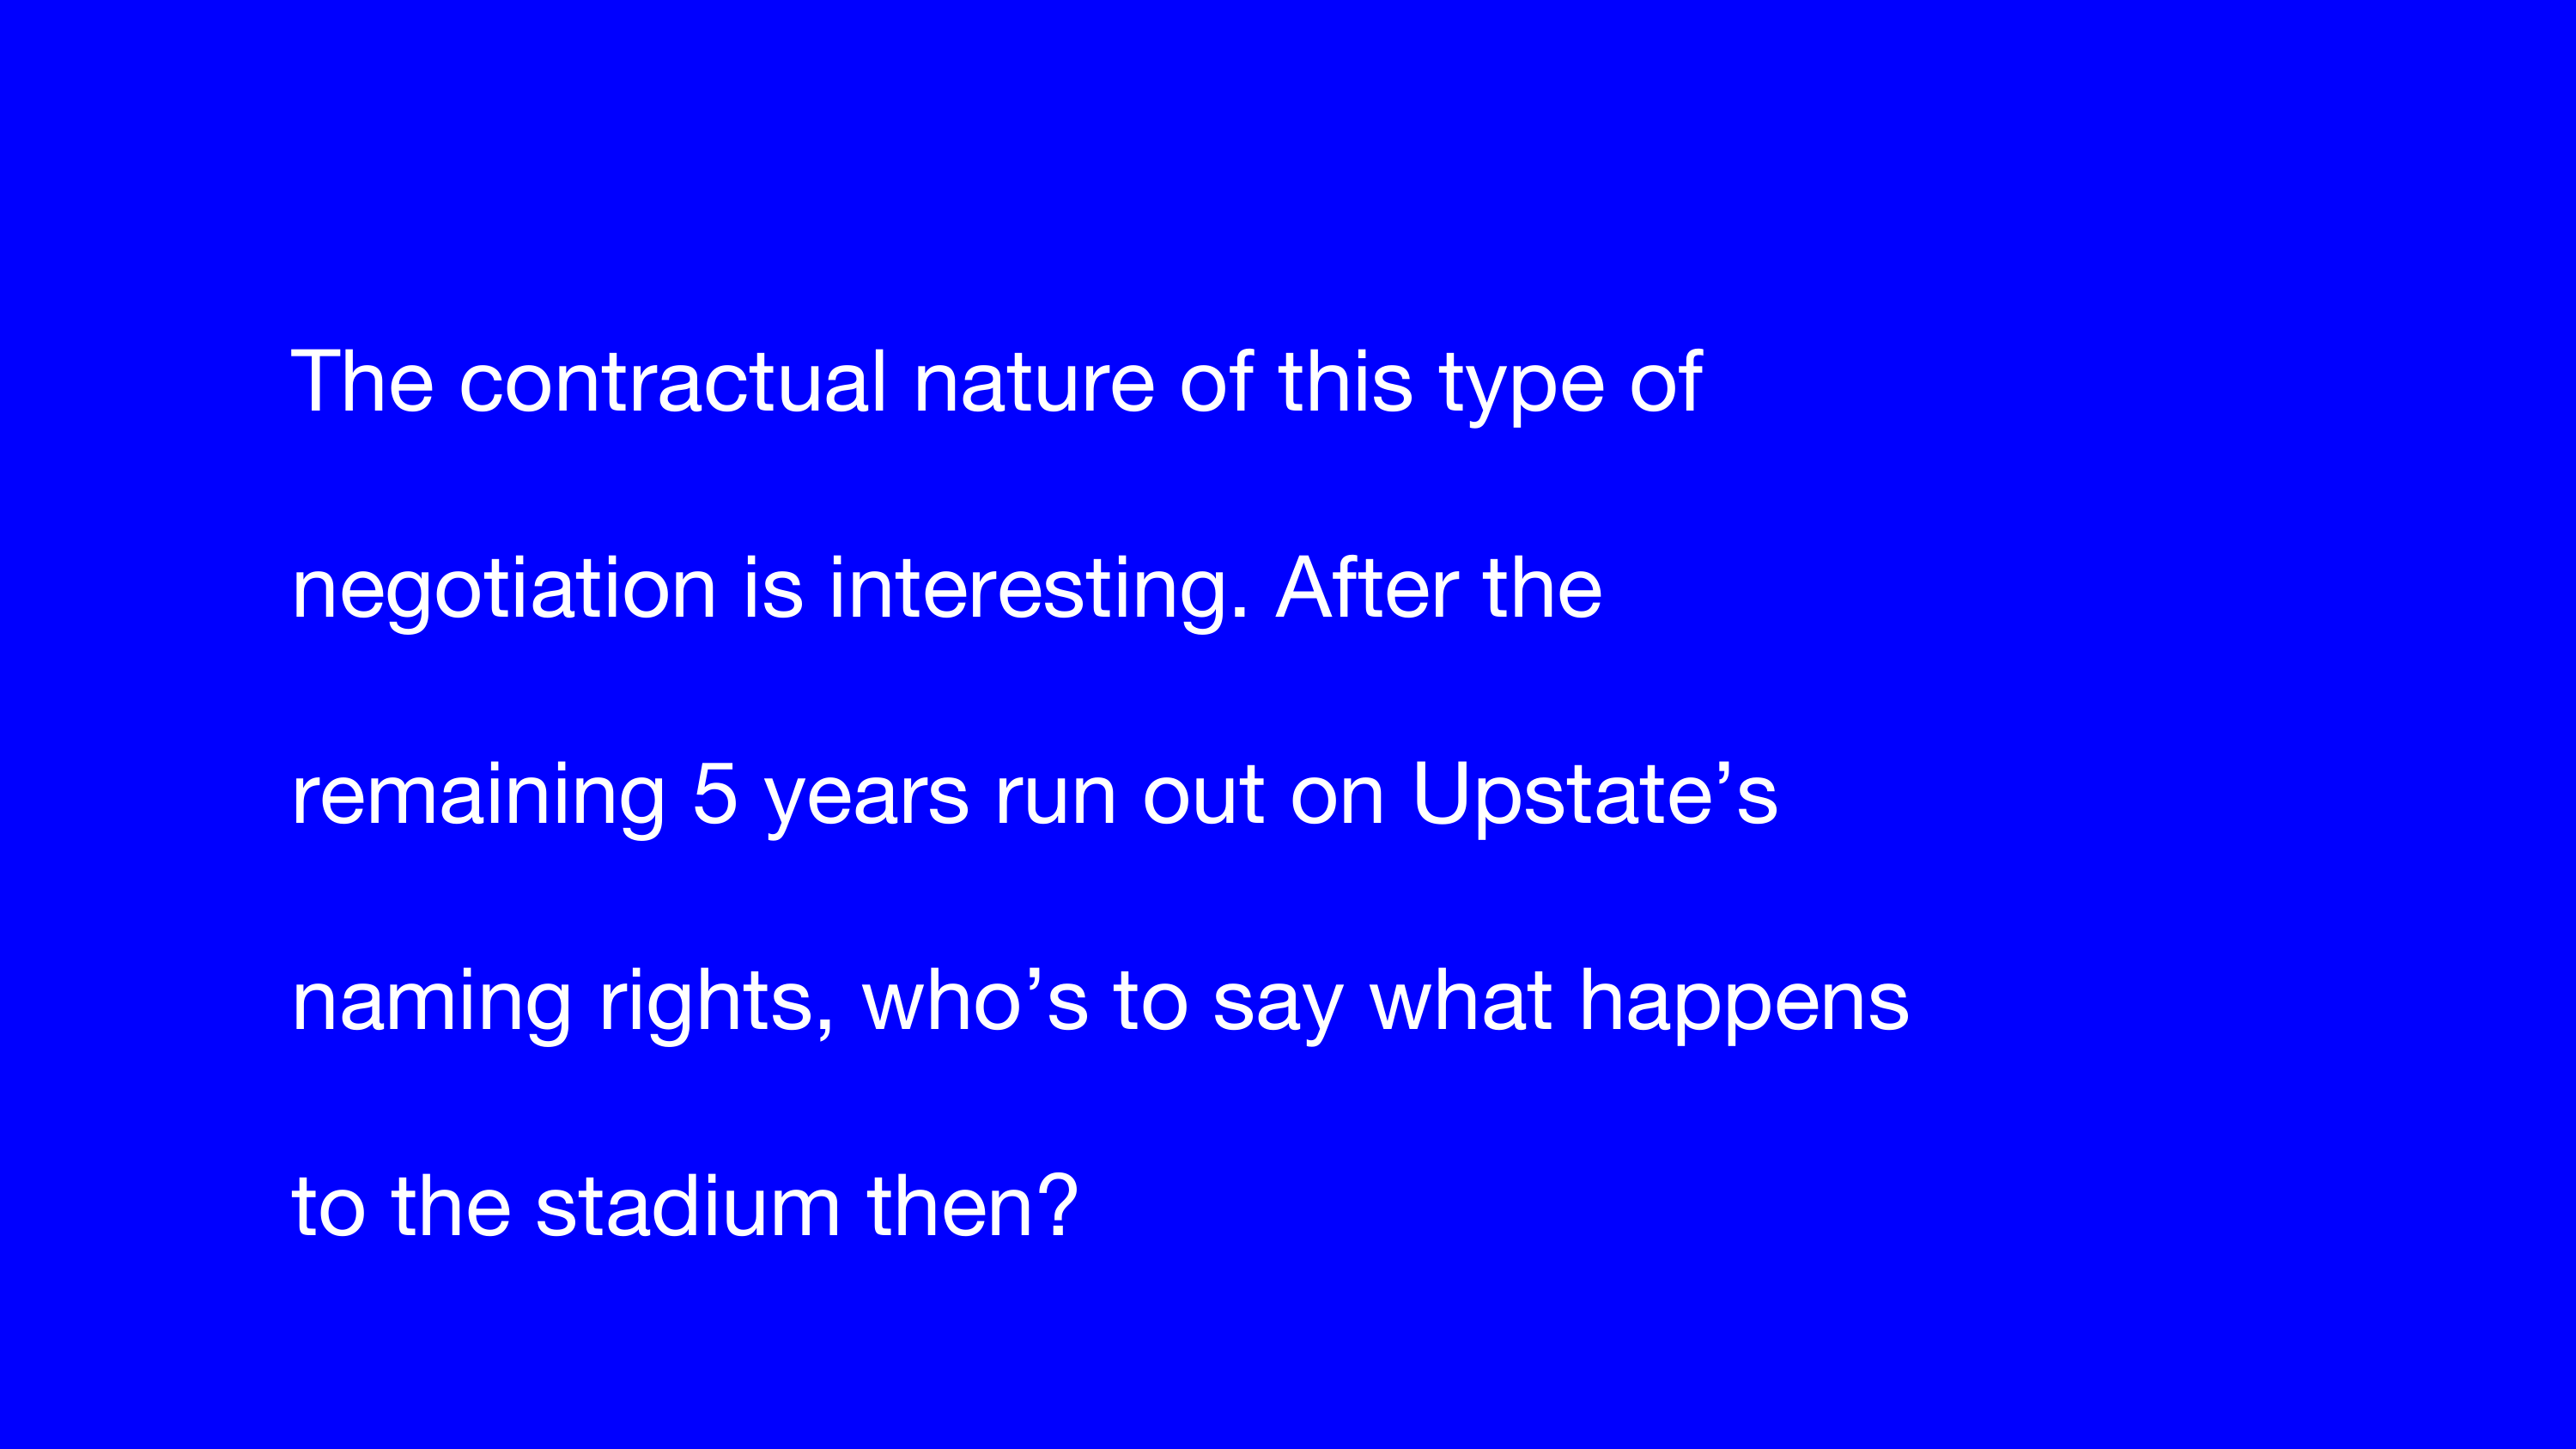 The contractual nature of this type of
negotiation is interesting. After the
remaining 5 years run out on Upstate’s
naming rights, who’s to say what happens
to the stadium then?